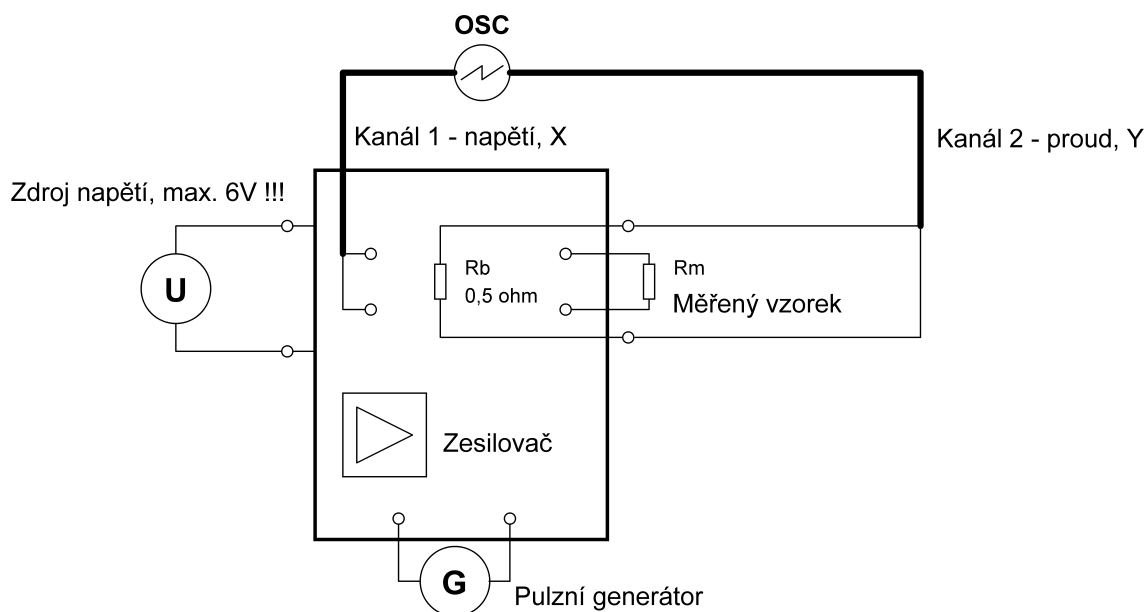 OSC
Kanál 1 - napětí, X
Kanál 2 - proud, Y
Zdroj napětí, max. 6V !!!
U
Rb
0,5 ohm
Rm
Měřený vzorek
Zesilovač
G
Pulzní generátor